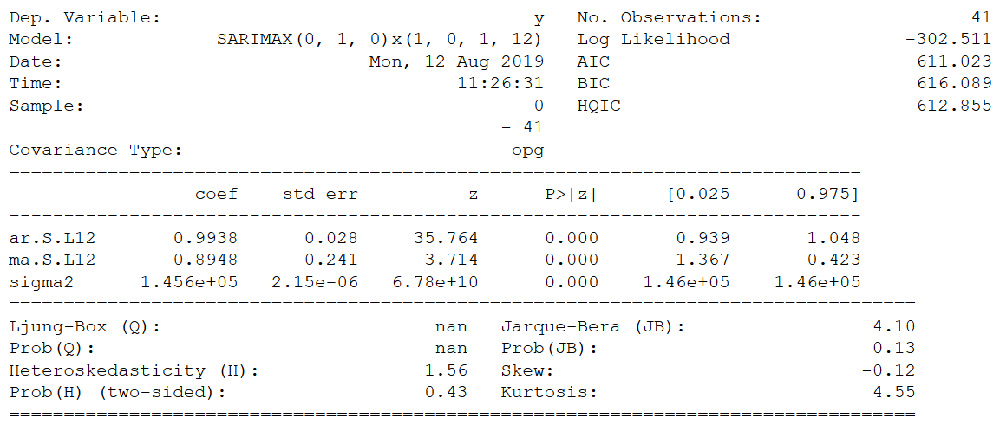 Dep. Variable: y No. Observations: 41
Model: SARIMAX(0, 1, 0)x(1, 0, 1, 12) Log Likelihood -302.511
Date: Mon, 12 Aug 2019 AIC 611.023
Time: 11:26:31 BIC 616.089
Sample: 0 HQIC 612.855
- 41
Covariance Type: opg
==============================================================================
coef std err z P>|z| [0.025 0.975]
------------------------------------------------------------------------------
ar.S.L12 0.9938 0.028 35.764 0.000 0.939 1.048
ma.S.L12 -0.8948 0.241 -3.714 0.000 -1.367 -0.423
sigma2 1.456e+05 2.15e-06 6.78e+10 0.000 1.46e+05 1.46e+05
===================================================================================
Ljung-Box (Q): nan Jarque-Bera (JB): 4.10
Prob(Q): nan Prob(JB): 0.13
Heteroskedasticity (H): 1.56 Skew: -0.12
Prob(H) (two-sided): 0.43 Kurtosis: 4.55
===================================================================================